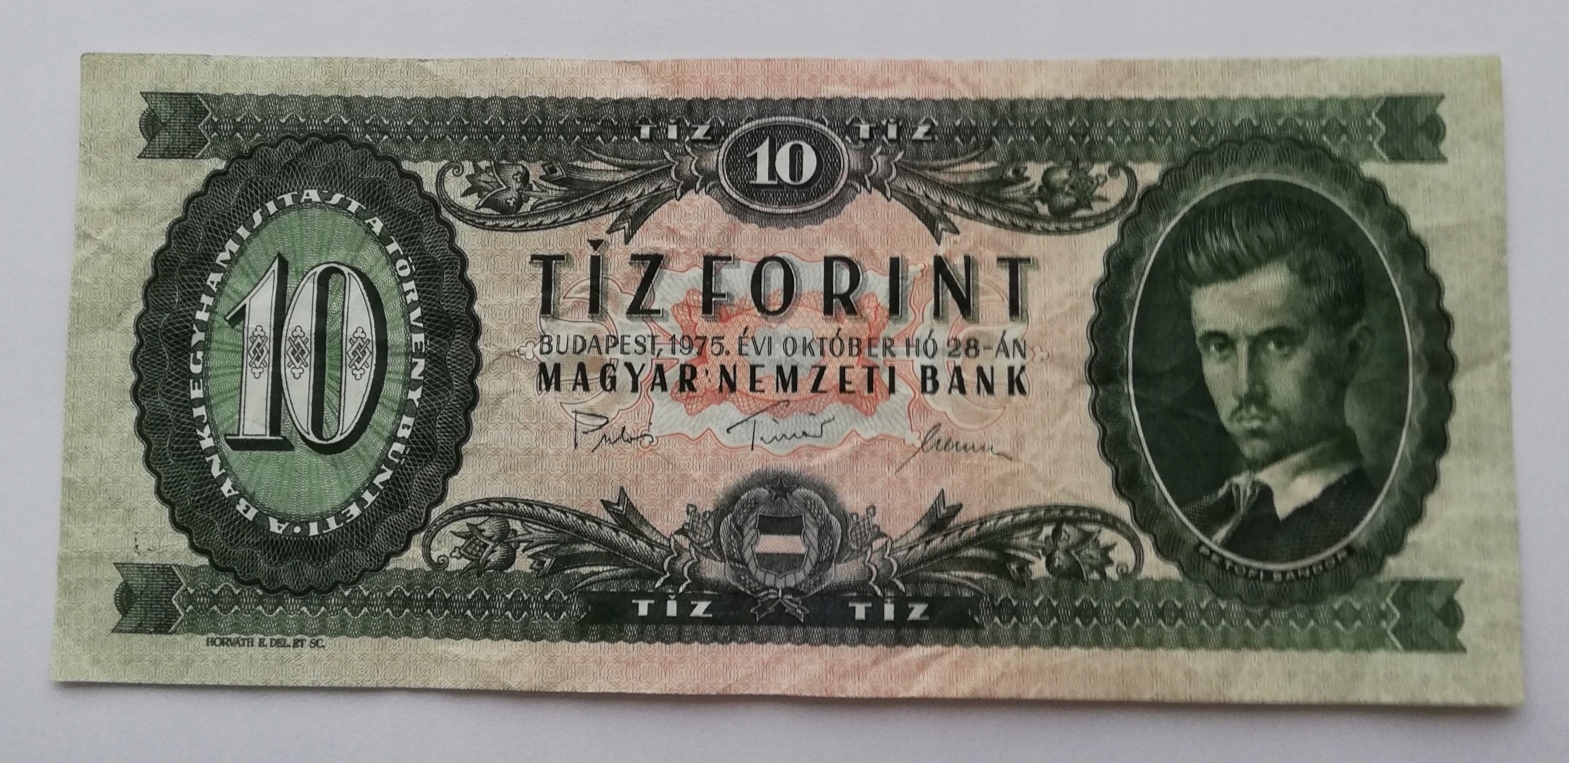 TÍZ TÍZ
10
A BANKJEGYHAMISÍTÁST A TÖRVÉNY BÜNTETI •
10
TÍZ FORINT
BUDAPEST, 1975. ÉVI OKTÓBER HÓ 28-ÁN
MAGYAR NEMZETI BANK
PETŐFI SÁNDOR
TÍZ TÍZ
HORVÁTH E. DEL. ET SC.